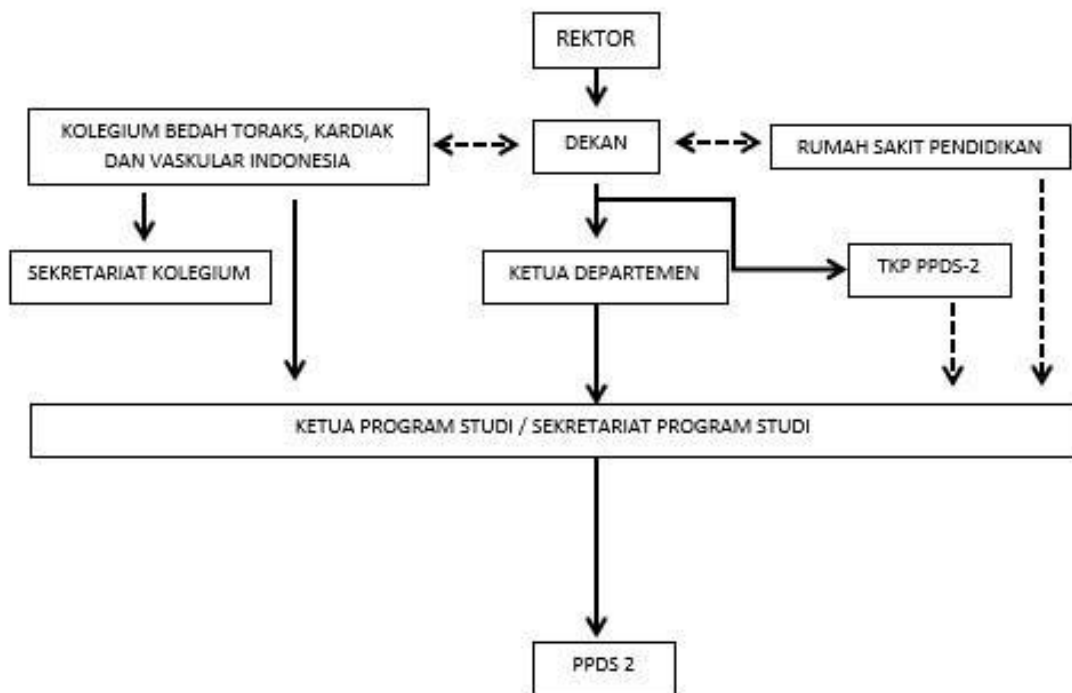 REKTOR
KOLEGIUM BEDAH TORAKS, KARDIAK
DAN VASKULAR INDONESIA
DEKAN
RUMAH SAKIT PENDIDIKAN
SEKRETARIAT KOLEGIUM
KETUA DEPARTEMEN
TKP PPDS-2
KETUA PROGRAM STUDI / SEKRETARIAT PROGRAM STUDI
PPDS 2